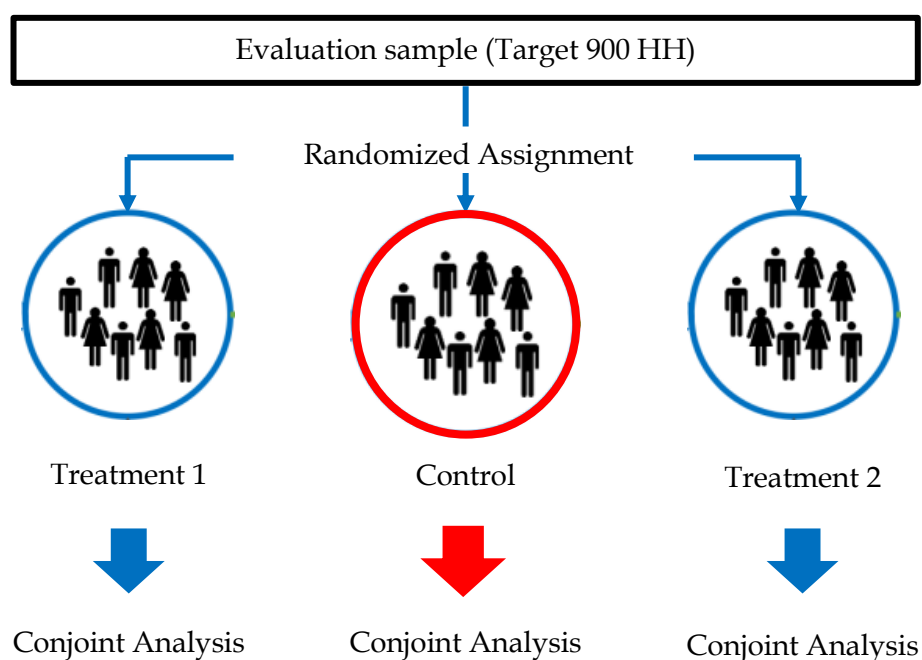 Evaluation sample (Target 900 HH)
Randomized Assignment
Treatment 1
Control
Treatment 2
Conjoint Analysis
Conjoint Analysis
Conjoint Analysis